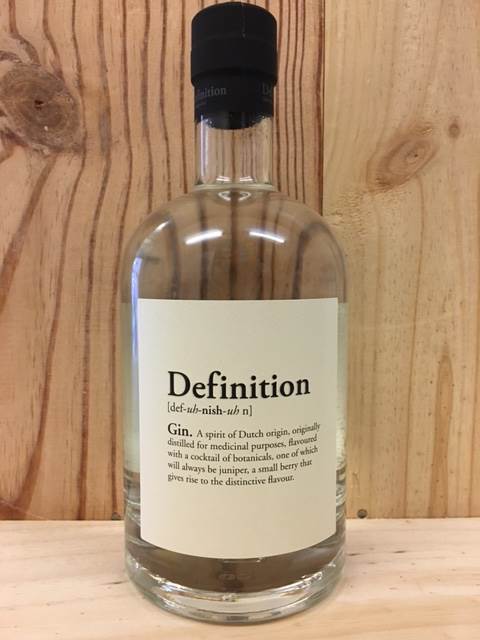 Definition
[def-uh-nish-uh n]
Gin. A spirit of Dutch origin, originally
distilled for medicinal purposes, flavoured
with a cocktail of botanicals, one of which
will always be juniper, a small berry that
gives rise to the distinctive flavour.